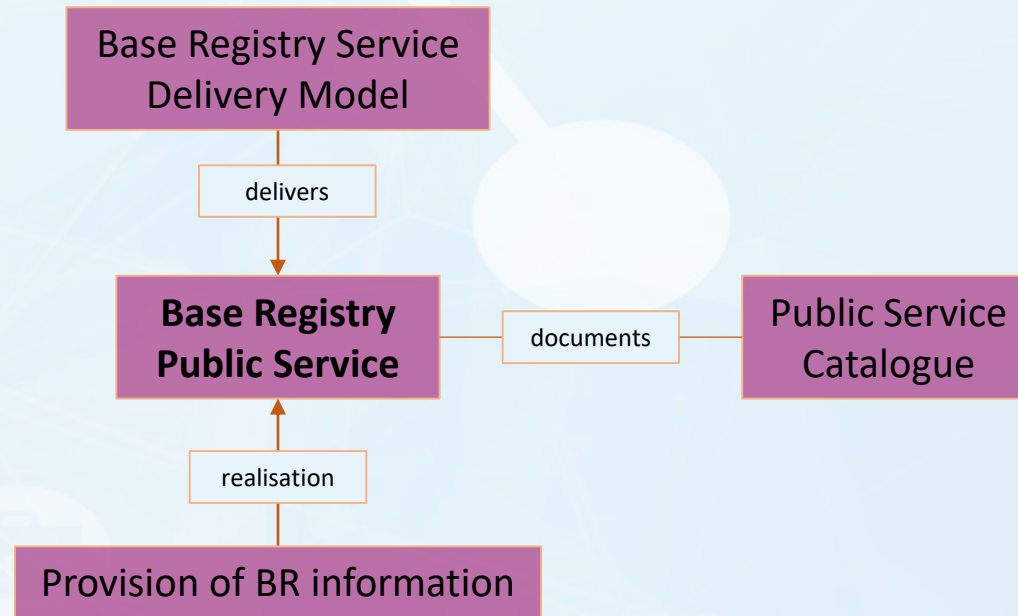 Base Registry Service
Delivery Model
delivers
Base Registry
Public Service
documents
Public Service
Catalogue
realisation
Provision of BR information